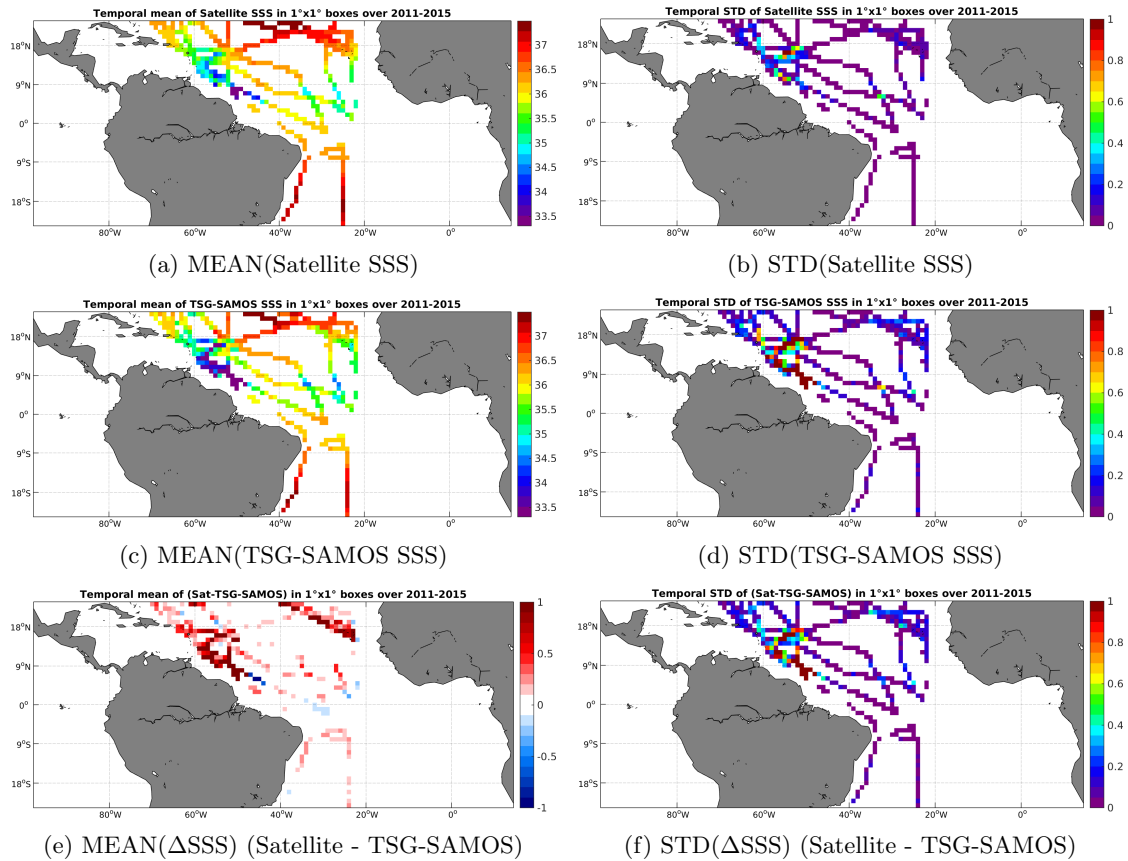 Temporal mean of Satellite SSS in 1°x1° boxes over 2011-2015
18°N
9°N
0°
9°S
18°S
80°W 60°W 40°W 20°W 0°
37
36.5
36
35.5
35
34.5
34
33.5
(a) MEAN(Satellite SSS)
Temporal STD of Satellite SSS in 1°x1° boxes over 2011-2015
18°N
9°N
0°
9°S
18°S
80°W 60°W 40°W 20°W 0°
1
0.8
0.6
0.4
0.2
0
(b) STD(Satellite SSS)
Temporal mean of TSG-SAMOS SSS in 1°x1° boxes over 2011-2015
18°N
9°N
0°
9°S
18°S
80°W 60°W 40°W 20°W 0°
37
36.5
36
35.5
35
34.5
34
33.5
(c) MEAN(TSG-SAMOS SSS)
Temporal STD of TSG-SAMOS SSS in 1°x1° boxes over 2011-2015
18°N
9°N
0°
9°S
18°S
80°W 60°W 40°W 20°W 0°
1
0.8
0.6
0.4
0.2
0
(d) STD(TSG-SAMOS SSS)
Temporal mean of (Sat-TSG-SAMOS) in 1°x1° boxes over 2011-2015
18°N
9°N
0°
9°S
18°S
80°W 60°W 40°W 20°W 0°
1
0.5
0
-0.5
-1
(e) MEAN(ΔSSS) (Satellite - TSG-SAMOS)
Temporal STD of (Sat-TSG-SAMOS) in 1°x1° boxes over 2011-2015
18°N
9°N
0°
9°S
18°S
80°W 60°W 40°W 20°W 0°
1
0.8
0.6
0.4
0.2
0
(f) STD(ΔSSS) (Satellite - TSG-SAMOS)